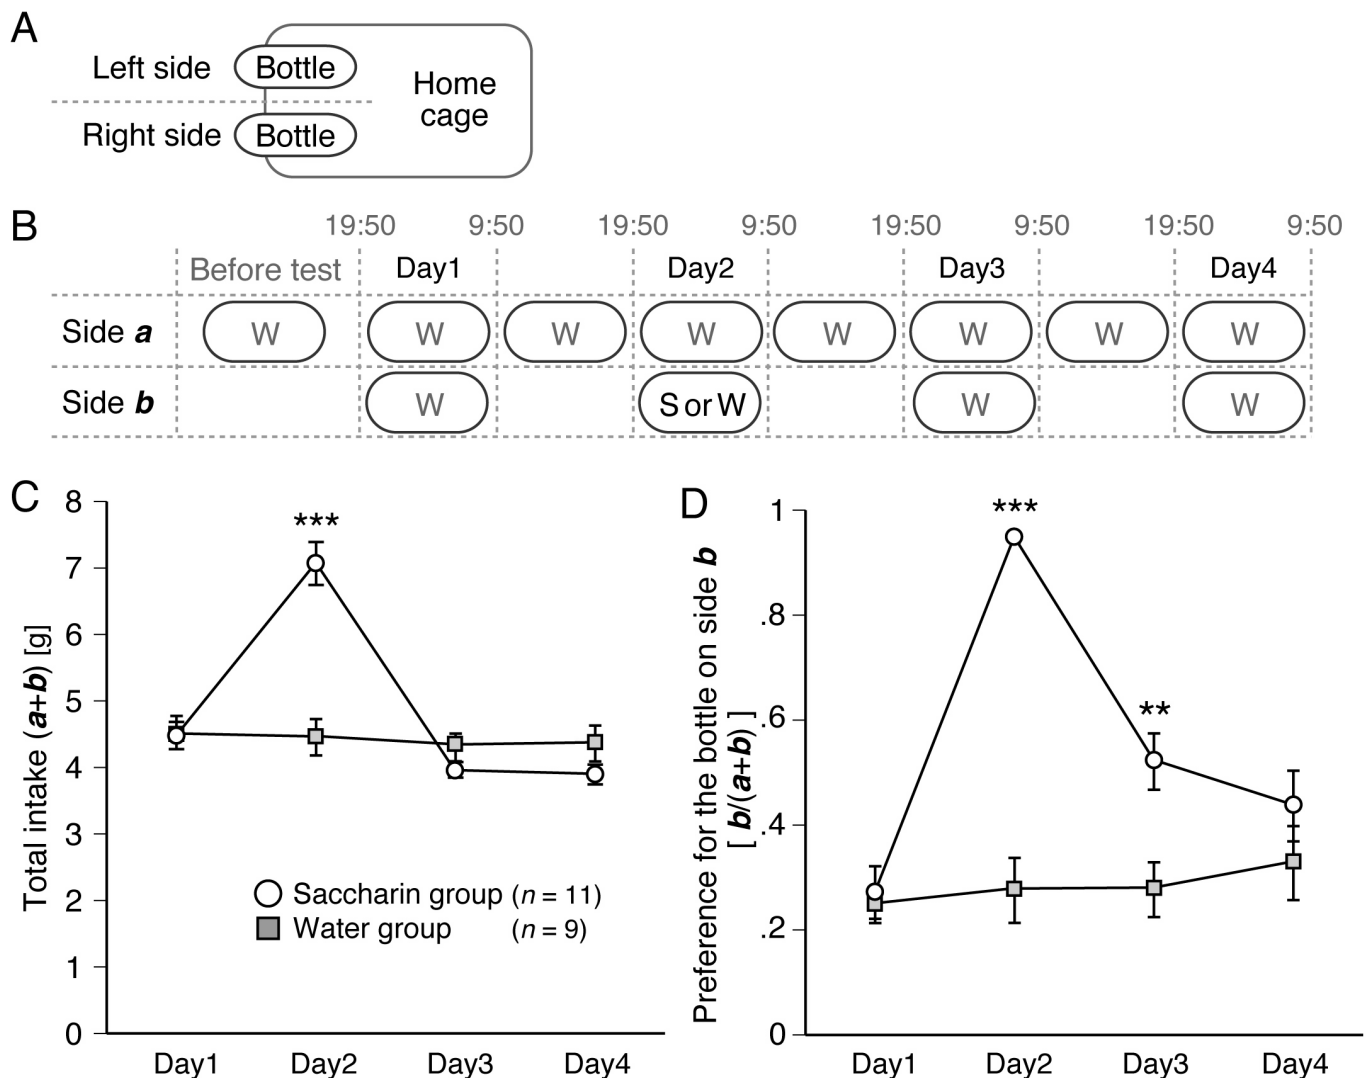 A
Left side
Bottle
Home
cage
Right side
Bottle
B
19:50 9:50 19:50 9:50 19:50 9:50 19:50 9:50
Before test Day1 Day2 Day3 Day4
Side a W W W W W W W W
Side b W S or W W W
C
Total intake (a+b) [g]
8
7
6
5
4
3
2
1
0
***
Saccharin group (n = 11)
Water group (n = 9)
Day1 Day2 Day3 Day4
D
Preference for the bottle on side b
[ b/(a+b) ]
1
.8
.6
.4
.2
0
***
**
Day1 Day2 Day3 Day4